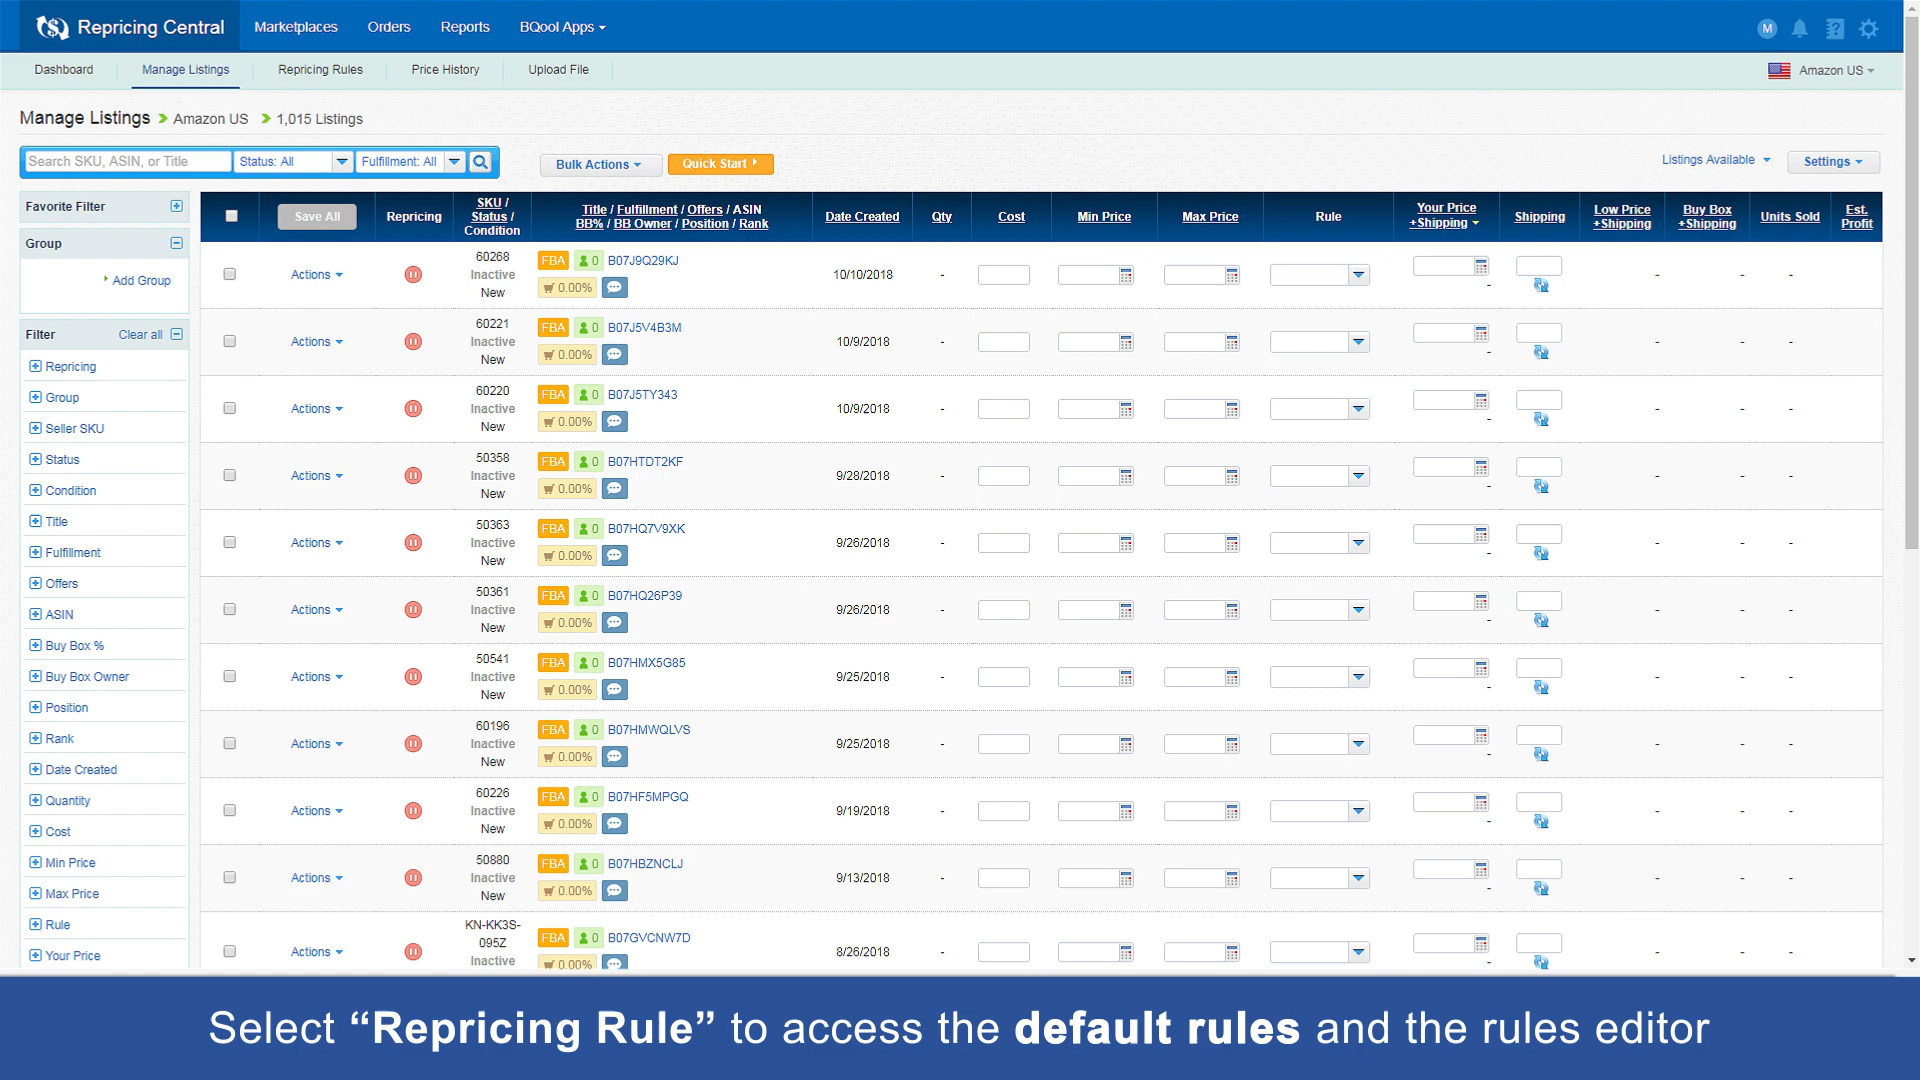 Repricing Central Marketplaces Orders Reports BQool Apps M
Dashboard Manage Listings Repricing Rules Price History Upload File Amazon US
Manage Listings Amazon US 1,015 Listings
Search SKU, ASIN, or Title Status: All Fulfillment: All Bulk Actions Quick Start Listings Available Settings
Favorite Filter
Group
Add Group
Filter Clear all
Repricing
Group
Seller SKU
Status
Condition
Title
Fulfillment
Offers
ASIN
Buy Box %
Buy Box Owner
Position
Rank
Date Created
Quantity
Cost
Min Price
Max Price
Rule
Your Price
Save All Repricing SKU / Status / Condition Title / Fulfillment / Offers / ASIN BB% / BB Owner / Position / Rank Date Created Qty Cost Min Price Max Price Rule Your Price +Shipping Shipping Low Price +Shipping Buy Box +Shipping Units Sold Est. Profit
60268
Actions Inactive FBA 0 B07J9Q29KJ 10/10/2018 - - - - -
New 0.00%
60221
Actions Inactive FBA 0 B07J5V4B3M 10/9/2018 - - - - -
New 0.00%
60220
Actions Inactive FBA 0 B07J5TY343 10/9/2018 - - - - -
New 0.00%
50358
Actions Inactive FBA 0 B07HTDT2KF 9/28/2018 - - - - -
New 0.00%
50363
Actions Inactive FBA 0 B07HQ7V9XK 9/26/2018 - - - - -
New 0.00%
50361
Actions Inactive FBA 0 B07HQ26P39 9/26/2018 - - - - -
New 0.00%
50541
Actions Inactive FBA 0 B07HMX5G85 9/25/2018 - - - - -
New 0.00%
60196
Actions Inactive FBA 0 B07HMWQLVS 9/25/2018 - - - - -
New 0.00%
60226
Actions Inactive FBA 0 B07HF5MPGQ 9/19/2018 - - - - -
New 0.00%
50880
Actions Inactive FBA 0 B07HBZNCLJ 9/13/2018 - - - - -
New 0.00%
KN-KK3S-
095Z
Actions Inactive FBA 0 B07GVCNW7D 8/26/2018 - - - -
0.00%
Select “Repricing Rule” to access the default rules and the rules editor